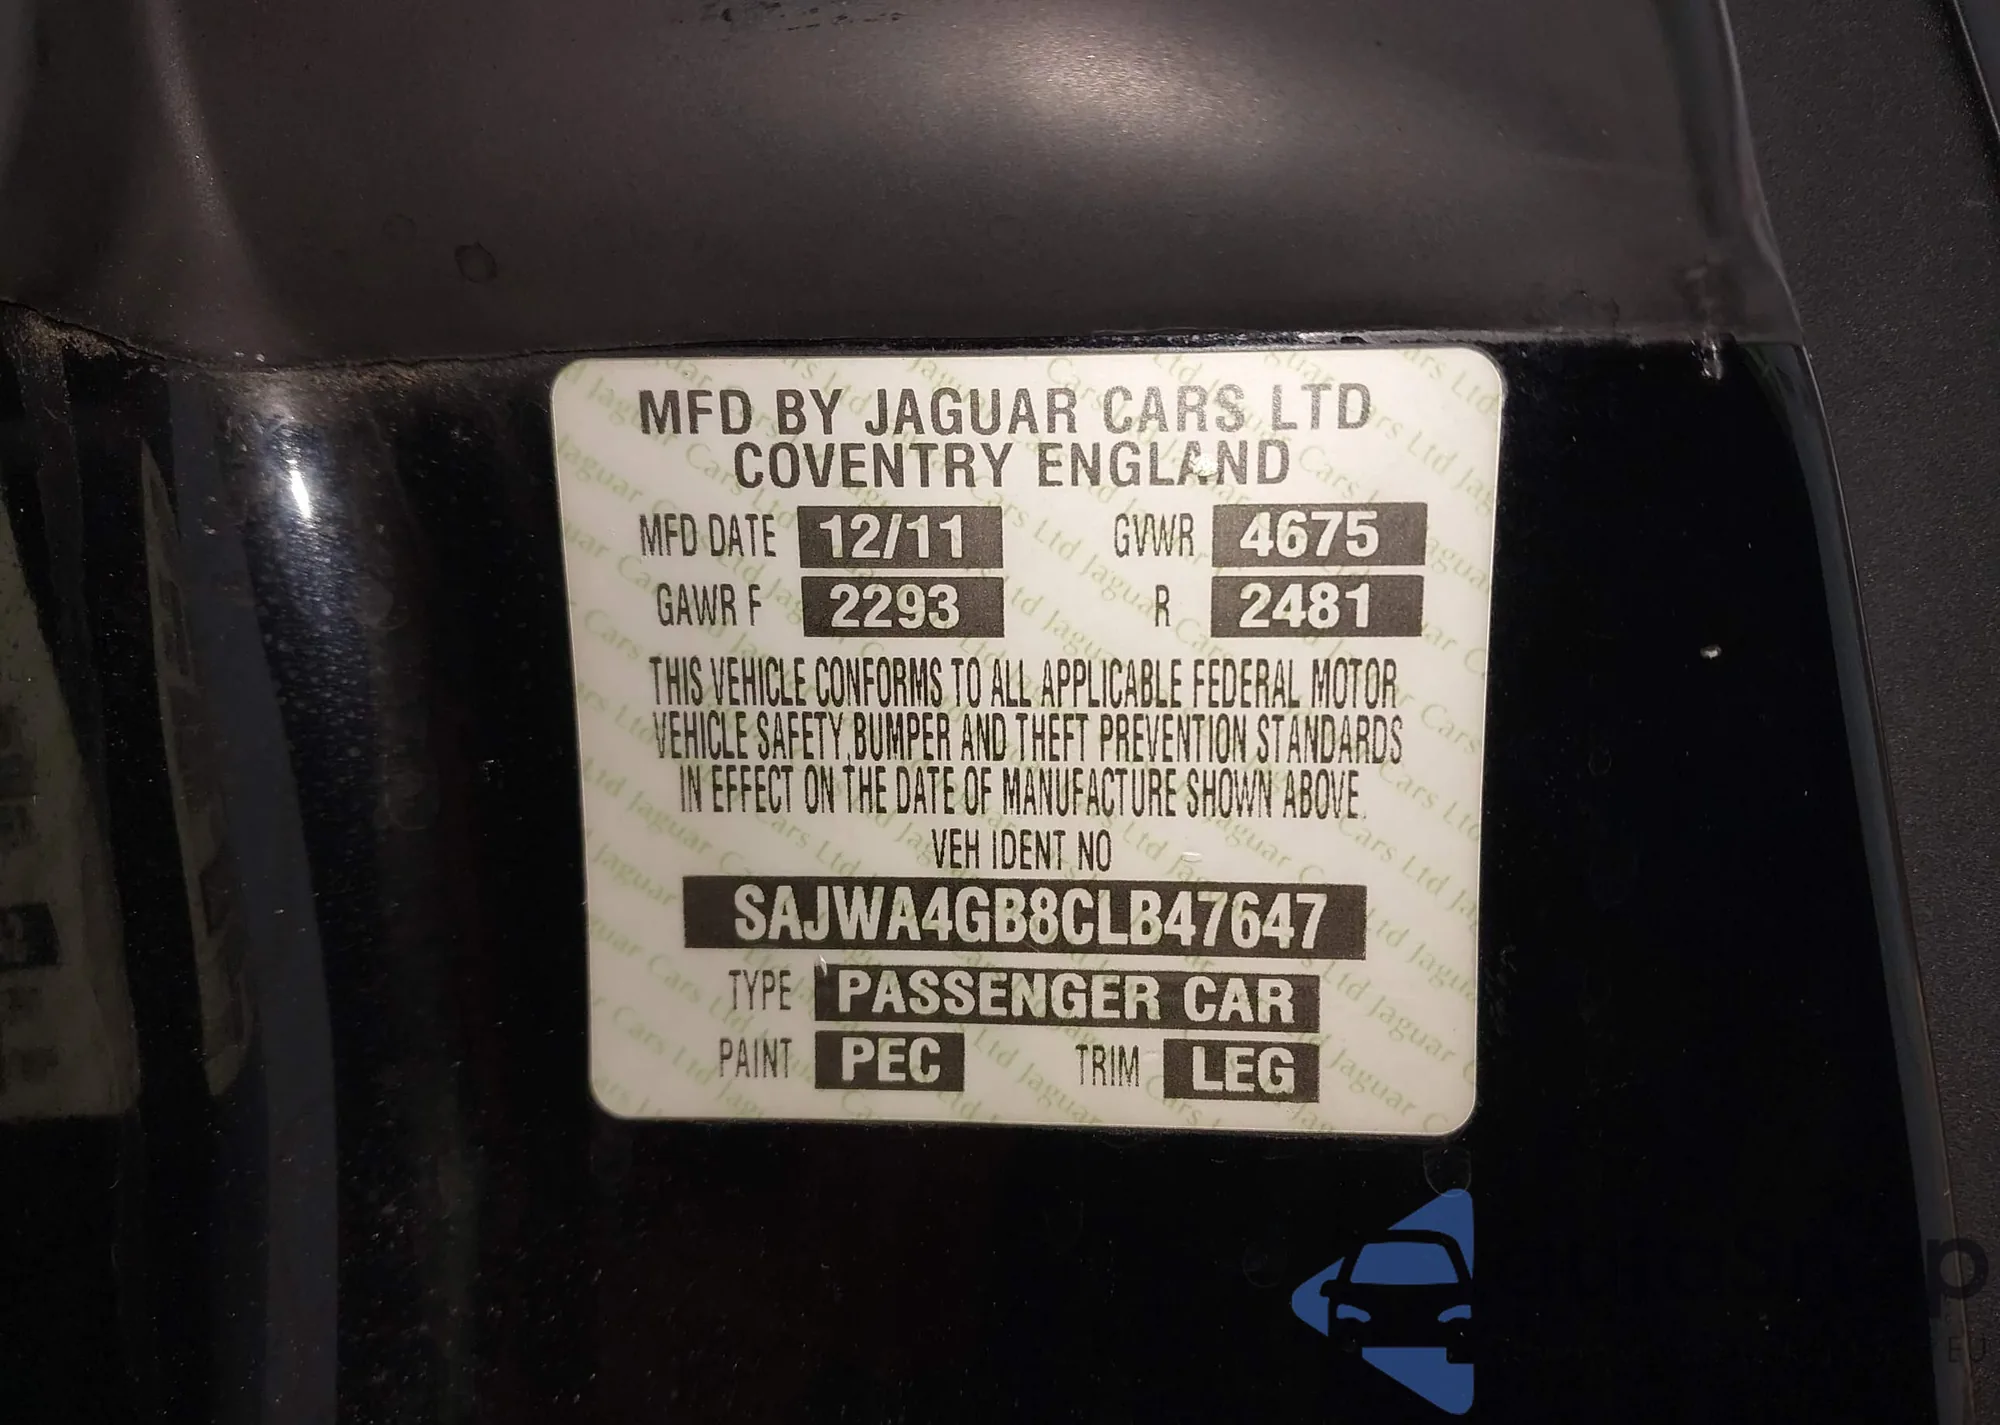 MFD BY JAGUAR CARS LTD
COVENTRY ENGLAND
MFD DATE 12/11 GVWR 4675
GAWR F 2293 R 2481
THIS VEHICLE CONFORMS TO ALL APPLICABLE FEDERAL MOTOR
VEHICLE SAFETY,BUMPER AND THEFT PREVENTION STANDARDS
IN EFFECT ON THE DATE OF MANUFACTURE SHOWN ABOVE.
VEH IDENT NO
SAJWA4GB8CLB47647
TYPE PASSENGER CAR
PAINT PEC TRIM LEG